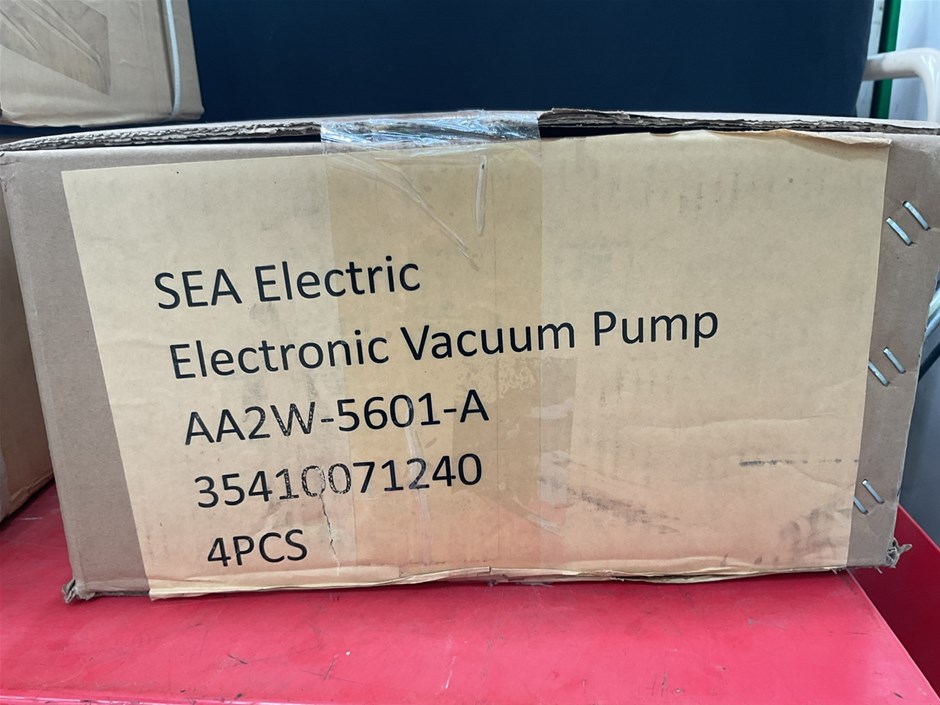 SEA Electric
Electronic Vacuum Pump
AA2W-5601-A
35410071240
4PCS